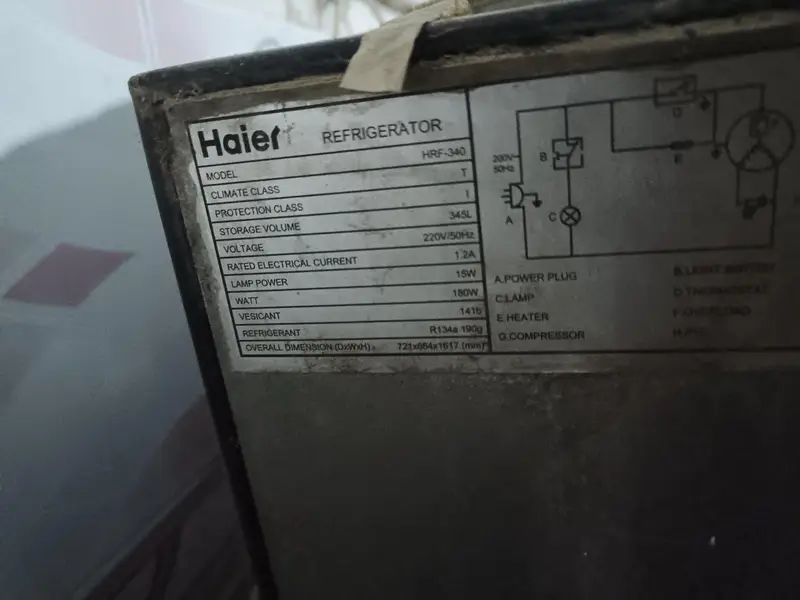 Haier REFRIGERATOR
MODEL HRF-340
CLIMATE CLASS T
PROTECTION CLASS I
STORAGE VOLUME 345L
VOLTAGE 220V/50Hz
RATED ELECTRICAL CURRENT 1.2A
LAMP POWER 15W
WATT 180W
VESICANT 141b
REFRIGERANT R134a 190g
OVERALL DIMENSION (DxWxH): 721x664x1617 (mm)
200V~
50Hz
A
B
C
D
E
A.POWER PLUG
C.LAMP D.THERMOSTAT
E.HEATER
G.COMPRESSOR